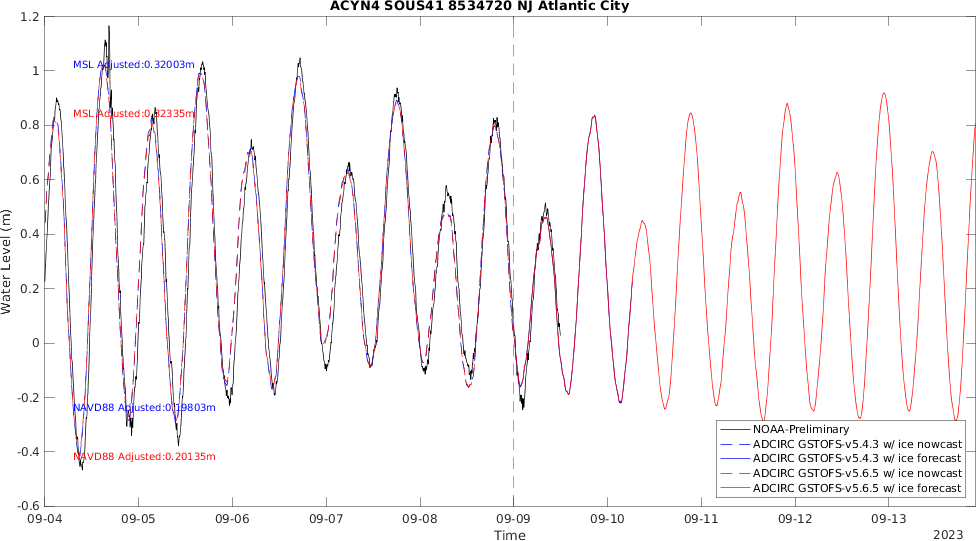 ACYN4 SOUS41 8534720 NJ Atlantic City
1.2
1
0.8
0.6
0.4
0.2
0
-0.2
-0.4
-0.6
Water Level (m)
MSL Adjusted:0.32003m
MSL Adjusted:0.32335m
NAVD88 Adjusted:0.19803m
NAVD88 Adjusted:0.20135m
NOAA-Preliminary
ADCIRC GSTOFS-v5.4.3 w/ ice nowcast
ADCIRC GSTOFS-v5.4.3 w/ ice forecast
ADCIRC GSTOFS-v5.6.5 w/ ice nowcast
ADCIRC GSTOFS-v5.6.5 w/ ice forecast
09-04 09-05 09-06 09-07 09-08 09-09 09-10 09-11 09-12 09-13
Time
2023